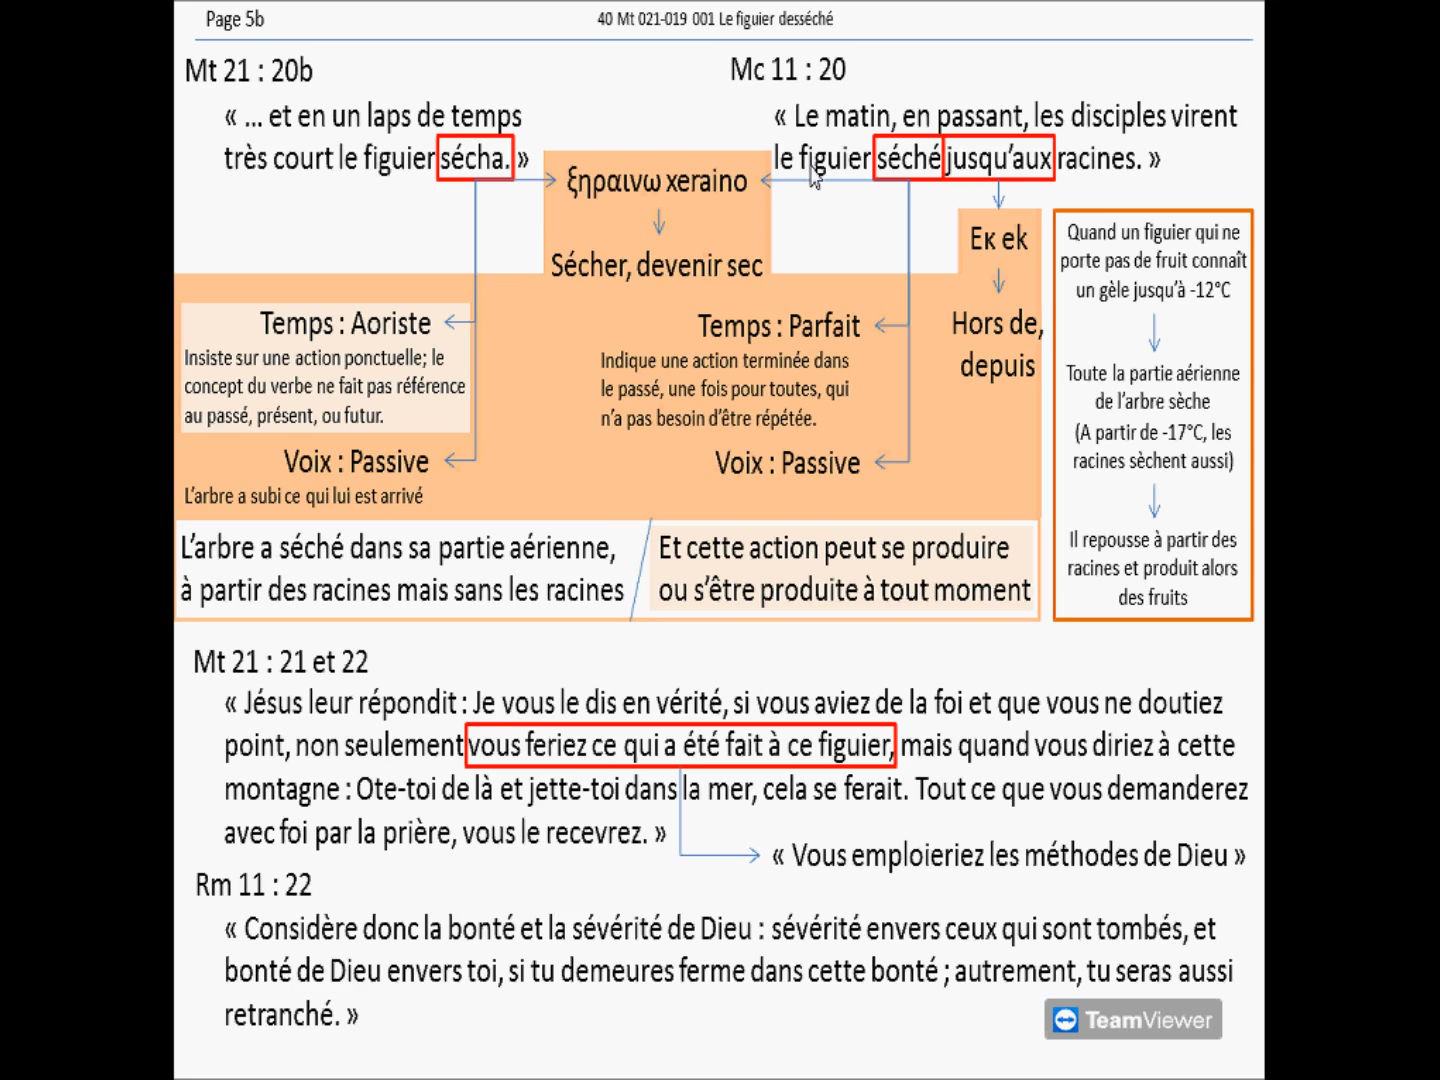 Page 5b
40 Mt 021-019 001 Le figuier desséché
Mt 21 : 20b
« ... et en un laps de temps
très court le figuier sécha. »
Mc 11 : 20
« Le matin, en passant, les disciples virent
le figuier séché jusqu'aux racines. »
ξηραινω xeraino
Sécher, devenir sec
Temps : Aoriste
Insiste sur une action ponctuelle; le
concept du verbe ne fait pas référence
au passé, présent, ou futur.
Voix : Passive
L'arbre a subi ce qui lui est arrivé
Temps : Parfait
Indique une action terminée dans
le passé, une fois pour toutes, qui
n'a pas besoin d'être répétée.
Voix : Passive
Εκ ek
Hors de,
depuis
Quand un figuier qui ne
porte pas de fruit connaît
un gèle jusqu'à -12°C
Toute la partie aérienne
de l'arbre sèche
(A partir de -17°C, les
racines sèchent aussi)
Il repousse à partir des
racines et produit alors
des fruits
L'arbre a séché dans sa partie aérienne,
à partir des racines mais sans les racines
Et cette action peut se produire
ou s'être produite à tout moment
Mt 21 : 21 et 22
« Jésus leur répondit : Je vous le dis en vérité, si vous aviez de la foi et que vous ne doutiez
point, non seulement vous feriez ce qui a été fait à ce figuier, mais quand vous diriez à cette
montagne : Ote-toi de là et jette-toi dans la mer, cela se ferait. Tout ce que vous demanderez
avec foi par la prière, vous le recevrez. »
« Vous emploieriez les méthodes de Dieu »
Rm 11 : 22
« Considère donc la bonté et la sévérité de Dieu : sévérité envers ceux qui sont tombés, et
bonté de Dieu envers toi, si tu demeures ferme dans cette bonté ; autrement, tu seras aussi
retranché. »
TeamViewer